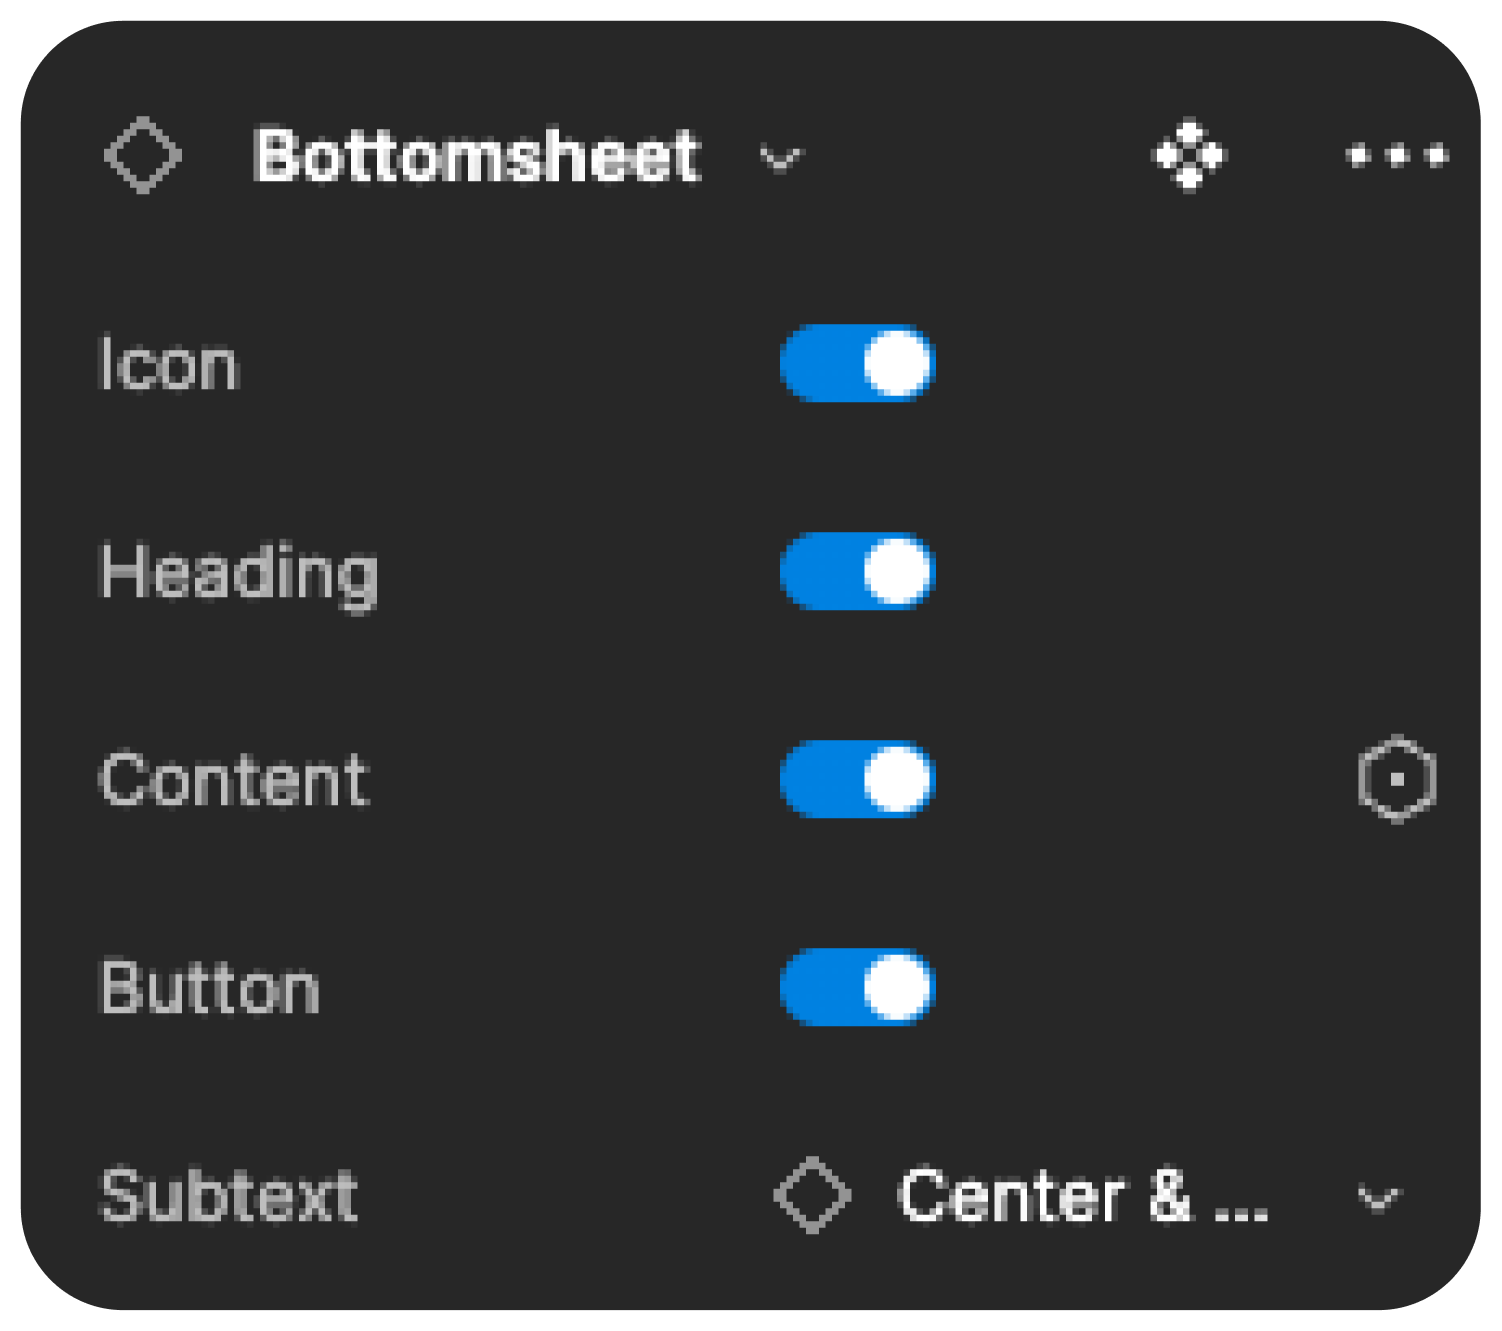 Bottomsheet
Icon
Heading
Content
Button
Subtext Center & ...